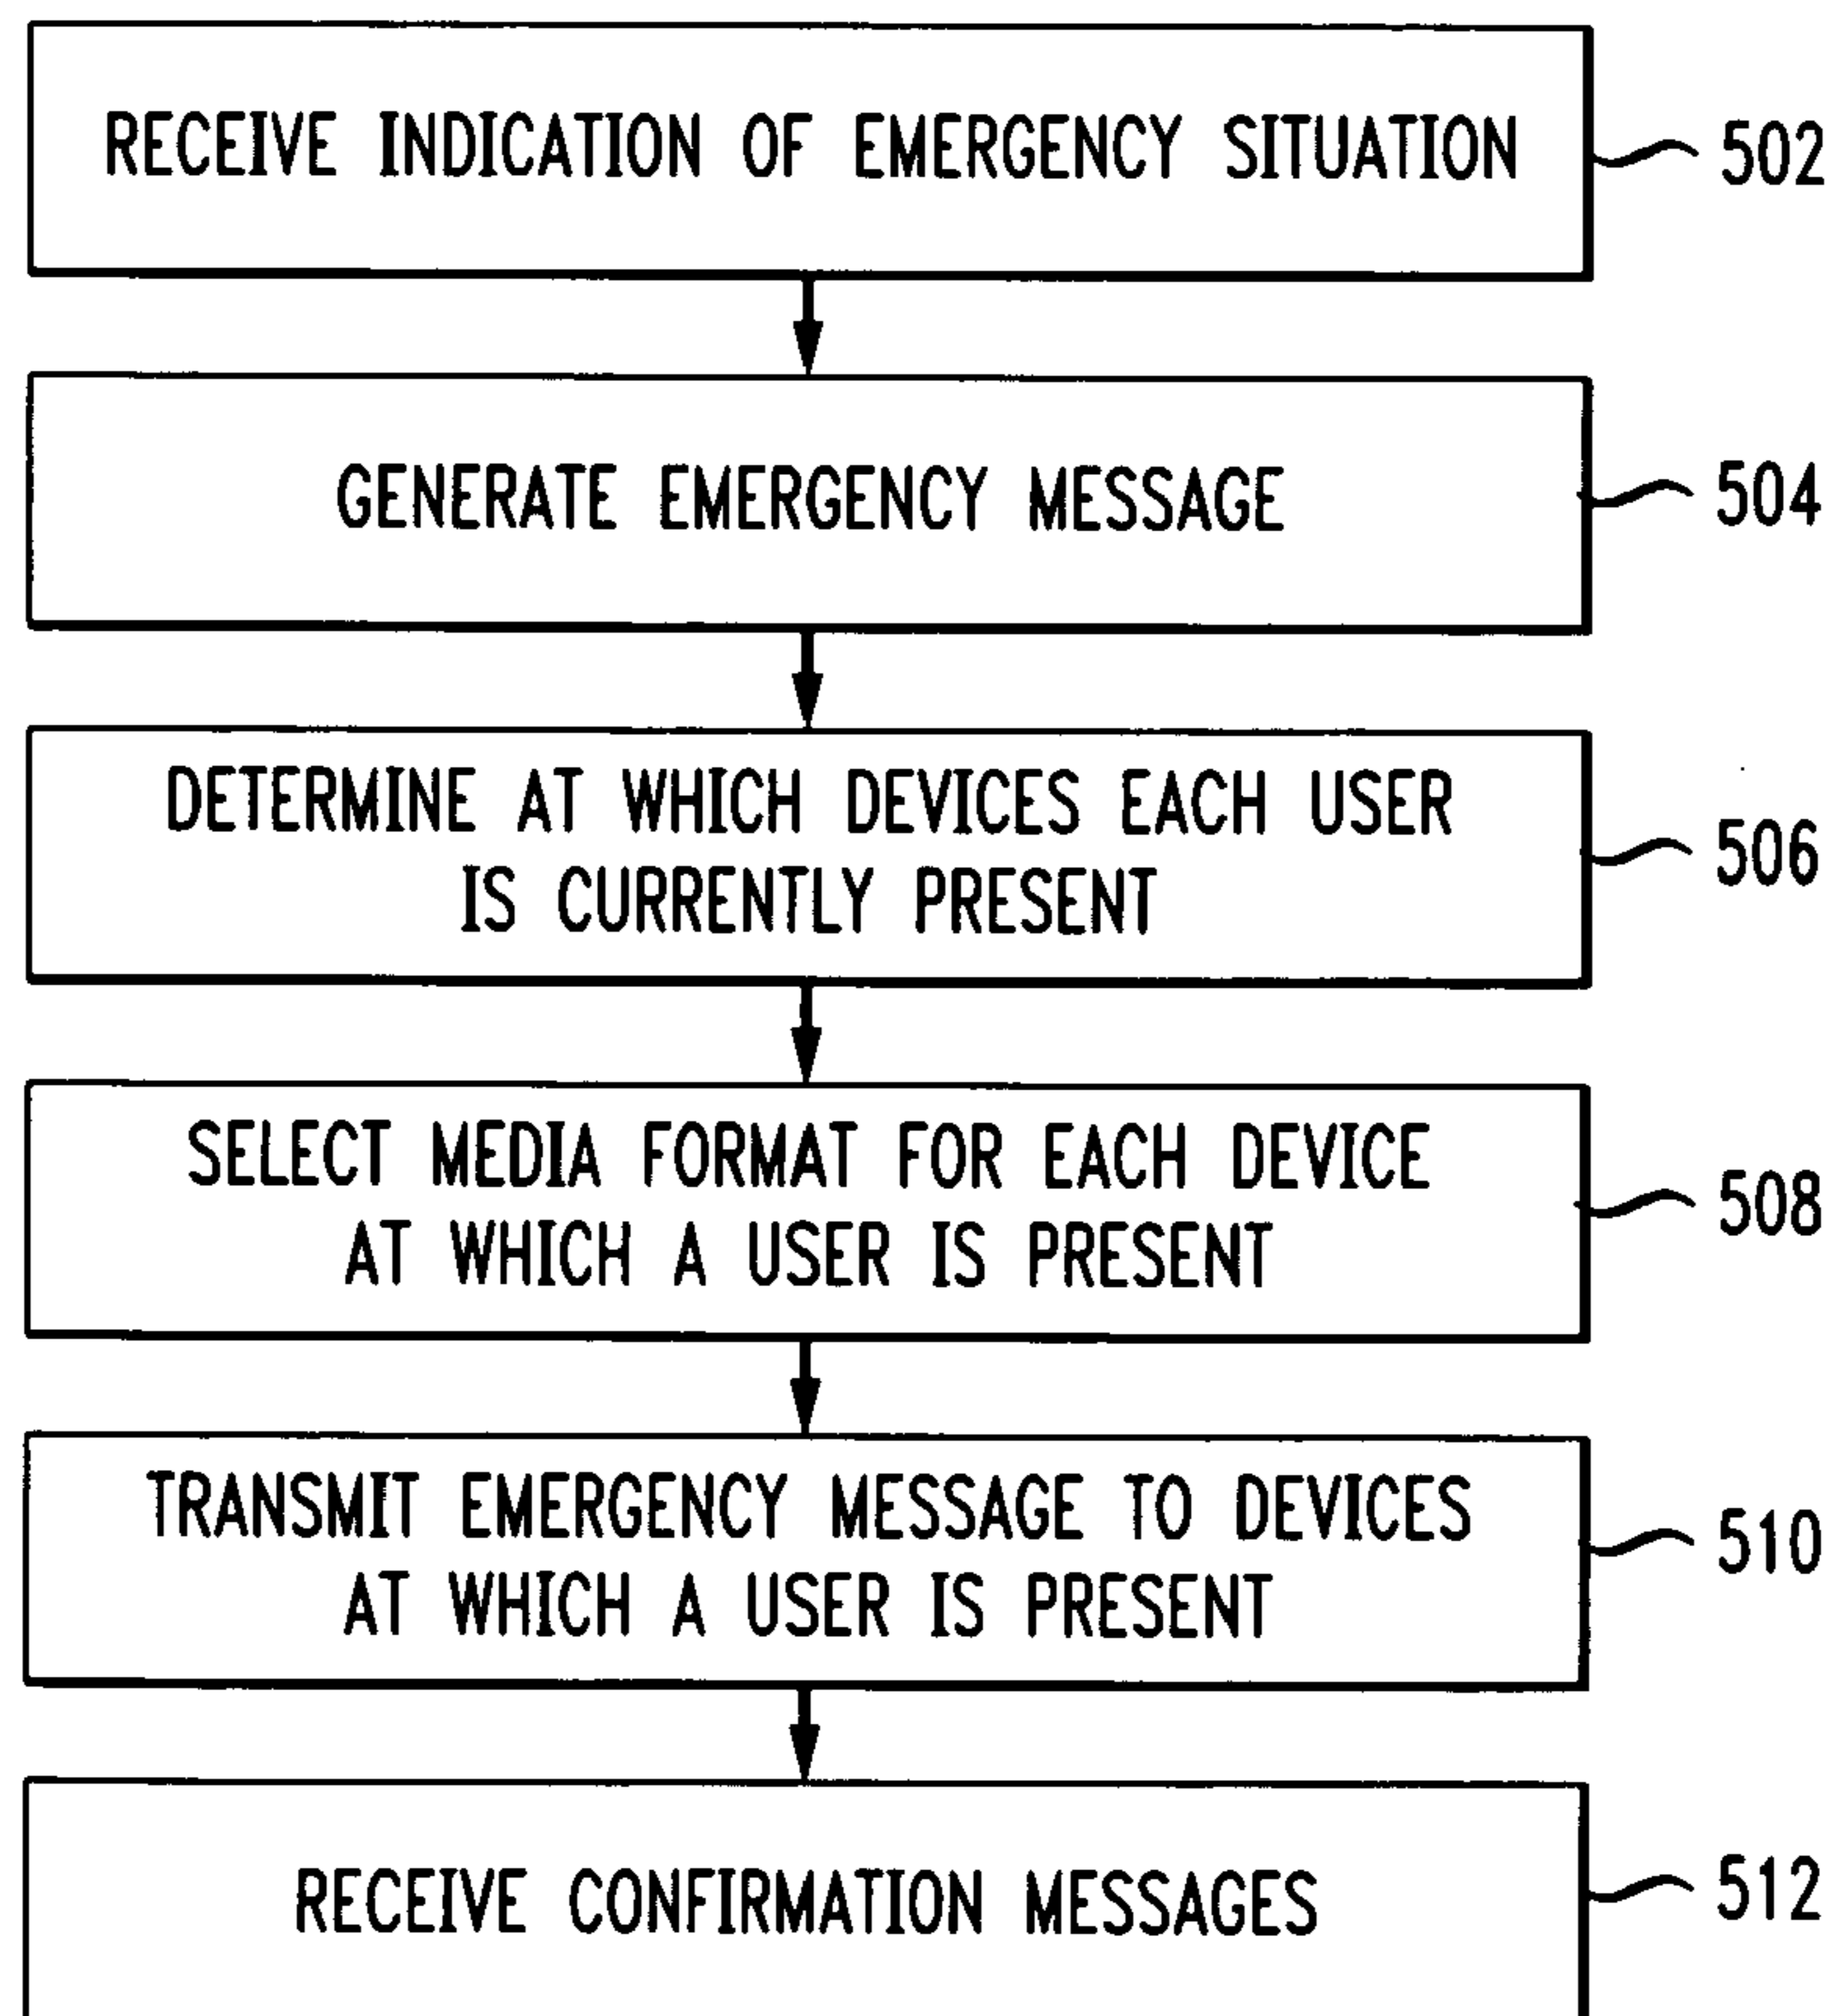 RECEIVE INDICATION OF EMERGENCY SITUATION
502
GENERATE EMERGENCY MESSAGE
504
DETERMINE AT WHICH DEVICES EACH USER
IS CURRENTLY PRESENT
506
SELECT MEDIA FORMAT FOR EACH DEVICE
AT WHICH A USER IS PRESENT
508
TRANSMIT EMERGENCY MESSAGE TO DEVICES
AT WHICH A USER IS PRESENT
510
RECEIVE CONFIRMATION MESSAGES
512